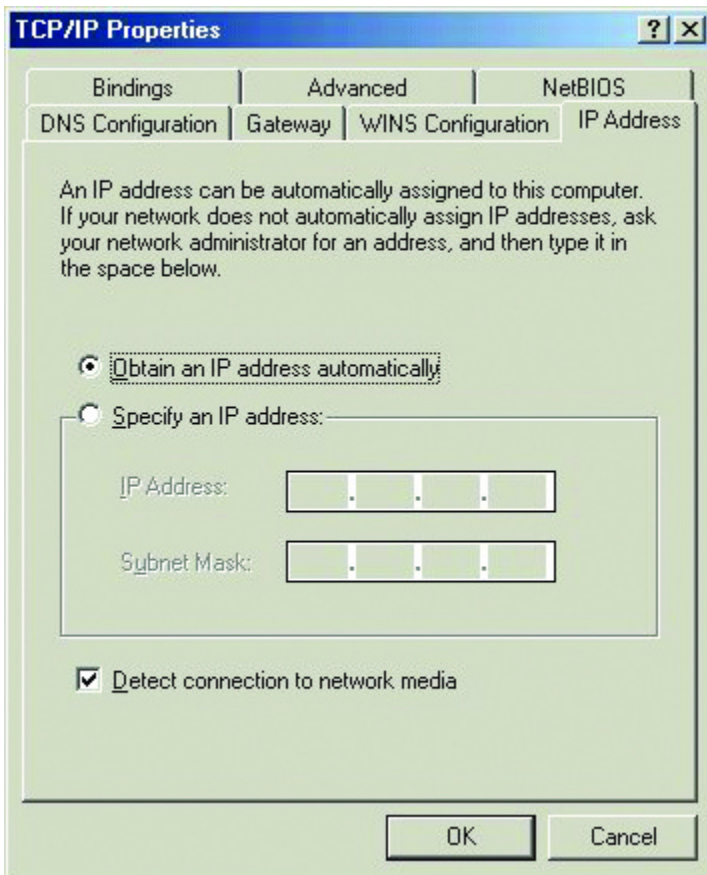 TCP/IP Properties
Bindings
Advanced
NetBIOS
DNS Configuration
Gateway
WINS Configuration
IP Address
An IP address can be automatically assigned to this computer.
If your network does not automatically assign IP addresses, ask
your network administrator for an address, and then type it in
the space below.
Obtain an IP address automatically
Specify an IP address:
IP Address:
. . .
Subnet Mask:
. . .
Detect connection to network media
OK
Cancel